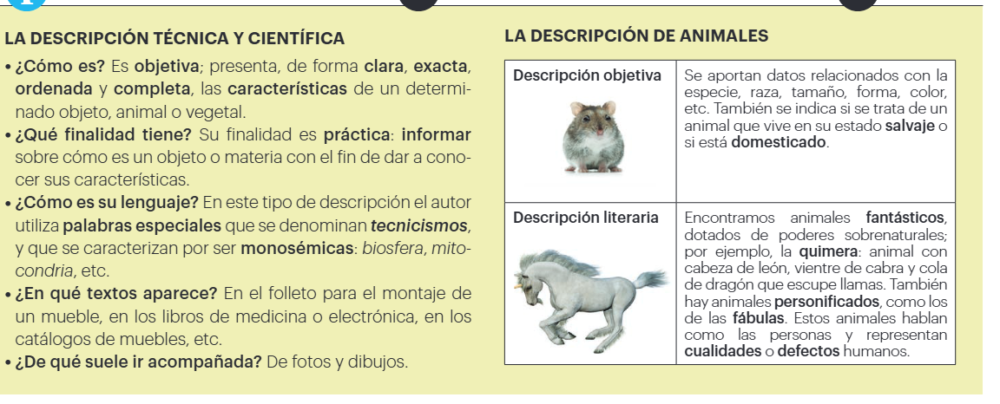 LA DESCRIPCIÓN TÉCNICA Y CIENTÍFICA
• ¿Cómo es? Es objetiva; presenta, de forma clara, exacta,
ordenada y completa, las características de un determi-
nado objeto, animal o vegetal.
• ¿Qué finalidad tiene? Su finalidad es práctica: informar
sobre cómo es un objeto o materia con el fin de dar a cono-
cer sus características.
• ¿Cómo es su lenguaje? En este tipo de descripción el autor
utiliza palabras especiales que se denominan tecnicismos,
y que se caracterizan por ser monosémicas: biosfera, mito-
condria, etc.
• ¿En qué textos aparece? En el folleto para el montaje de
un mueble, en los libros de medicina o electrónica, en los
catálogos de muebles, etc.
• ¿De qué suele ir acompañada? De fotos y dibujos.
LA DESCRIPCIÓN DE ANIMALES
Descripción objetiva
Se aportan datos relacionados con la
especie, raza, tamaño, forma, color,
etc. También se indica si se trata de un
animal que vive en su estado salvaje o
si está domesticado.
Descripción literaria
Encontramos animales fantásticos,
dotados de poderes sobrenaturales;
por ejemplo, la quimera: animal con
cabeza de león, vientre de cabra y cola
de dragón que escupe llamas. También
hay animales personificados, como los
de las fábulas. Estos animales hablan
como las personas y representan
cualidades o defectos humanos.